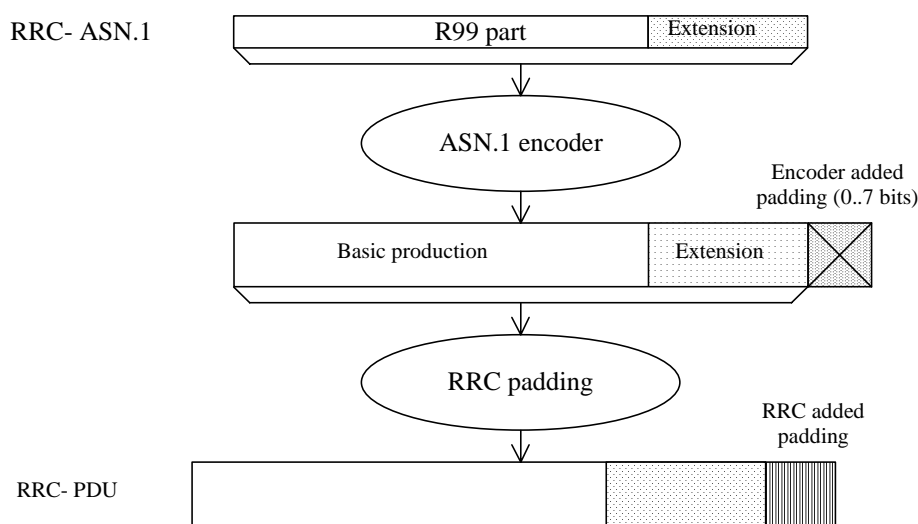 RRC- ASN.1
R99 part
Extension
ASN.1 encoder
Encoder added
padding (0..7 bits)
Basic production
Extension
RRC padding
RRC added
padding
RRC- PDU